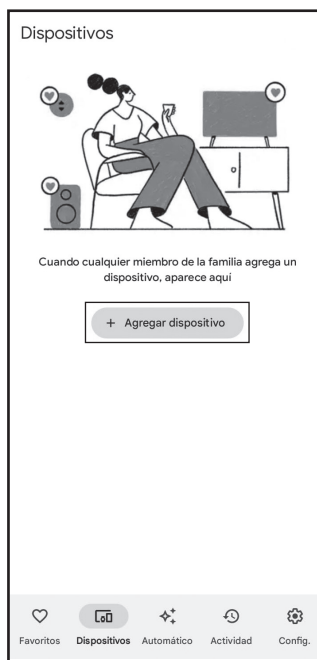 Dispositivos
Cuando cualquier miembro de la familia agrega un
dispositivo, aparece aquí
+ Agregar dispositivo
Favoritos Dispositivos Automático Actividad Config.